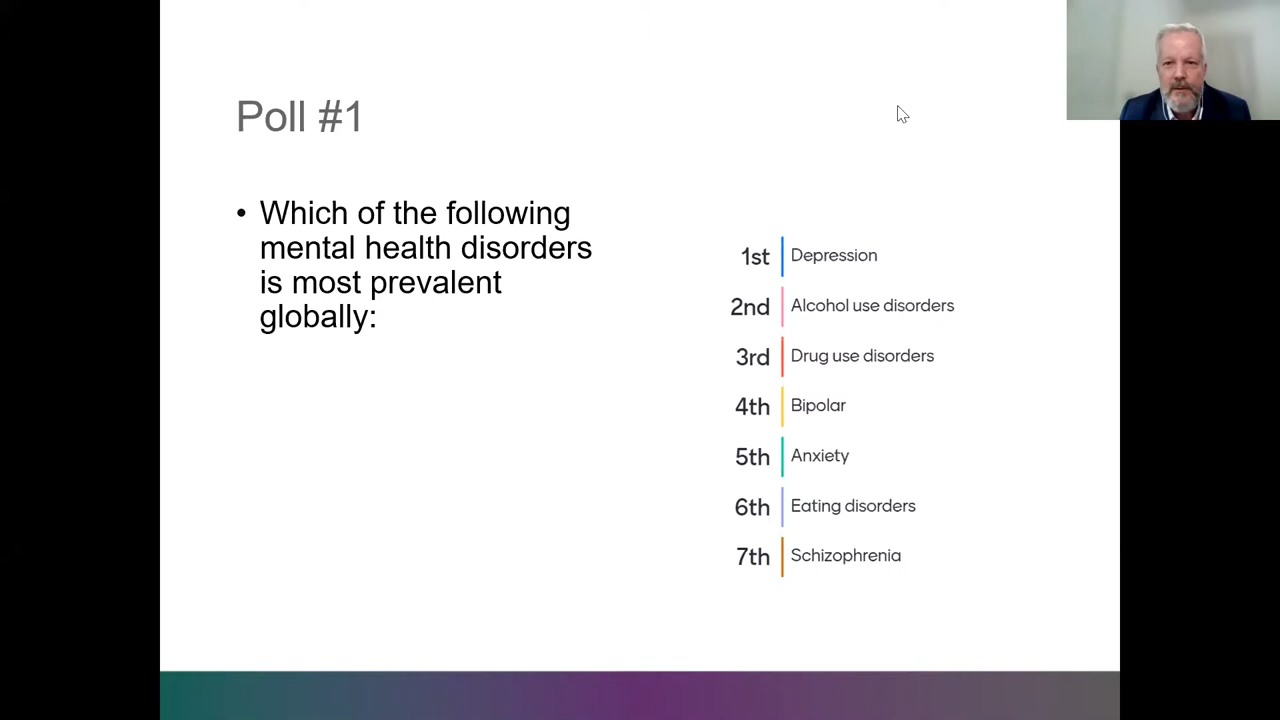 Poll #1
• Which of the following
mental health disorders
is most prevalent
globally:
1st Depression
2nd Alcohol use disorders
3rd Drug use disorders
4th Bipolar
5th Anxiety
6th Eating disorders
7th Schizophrenia